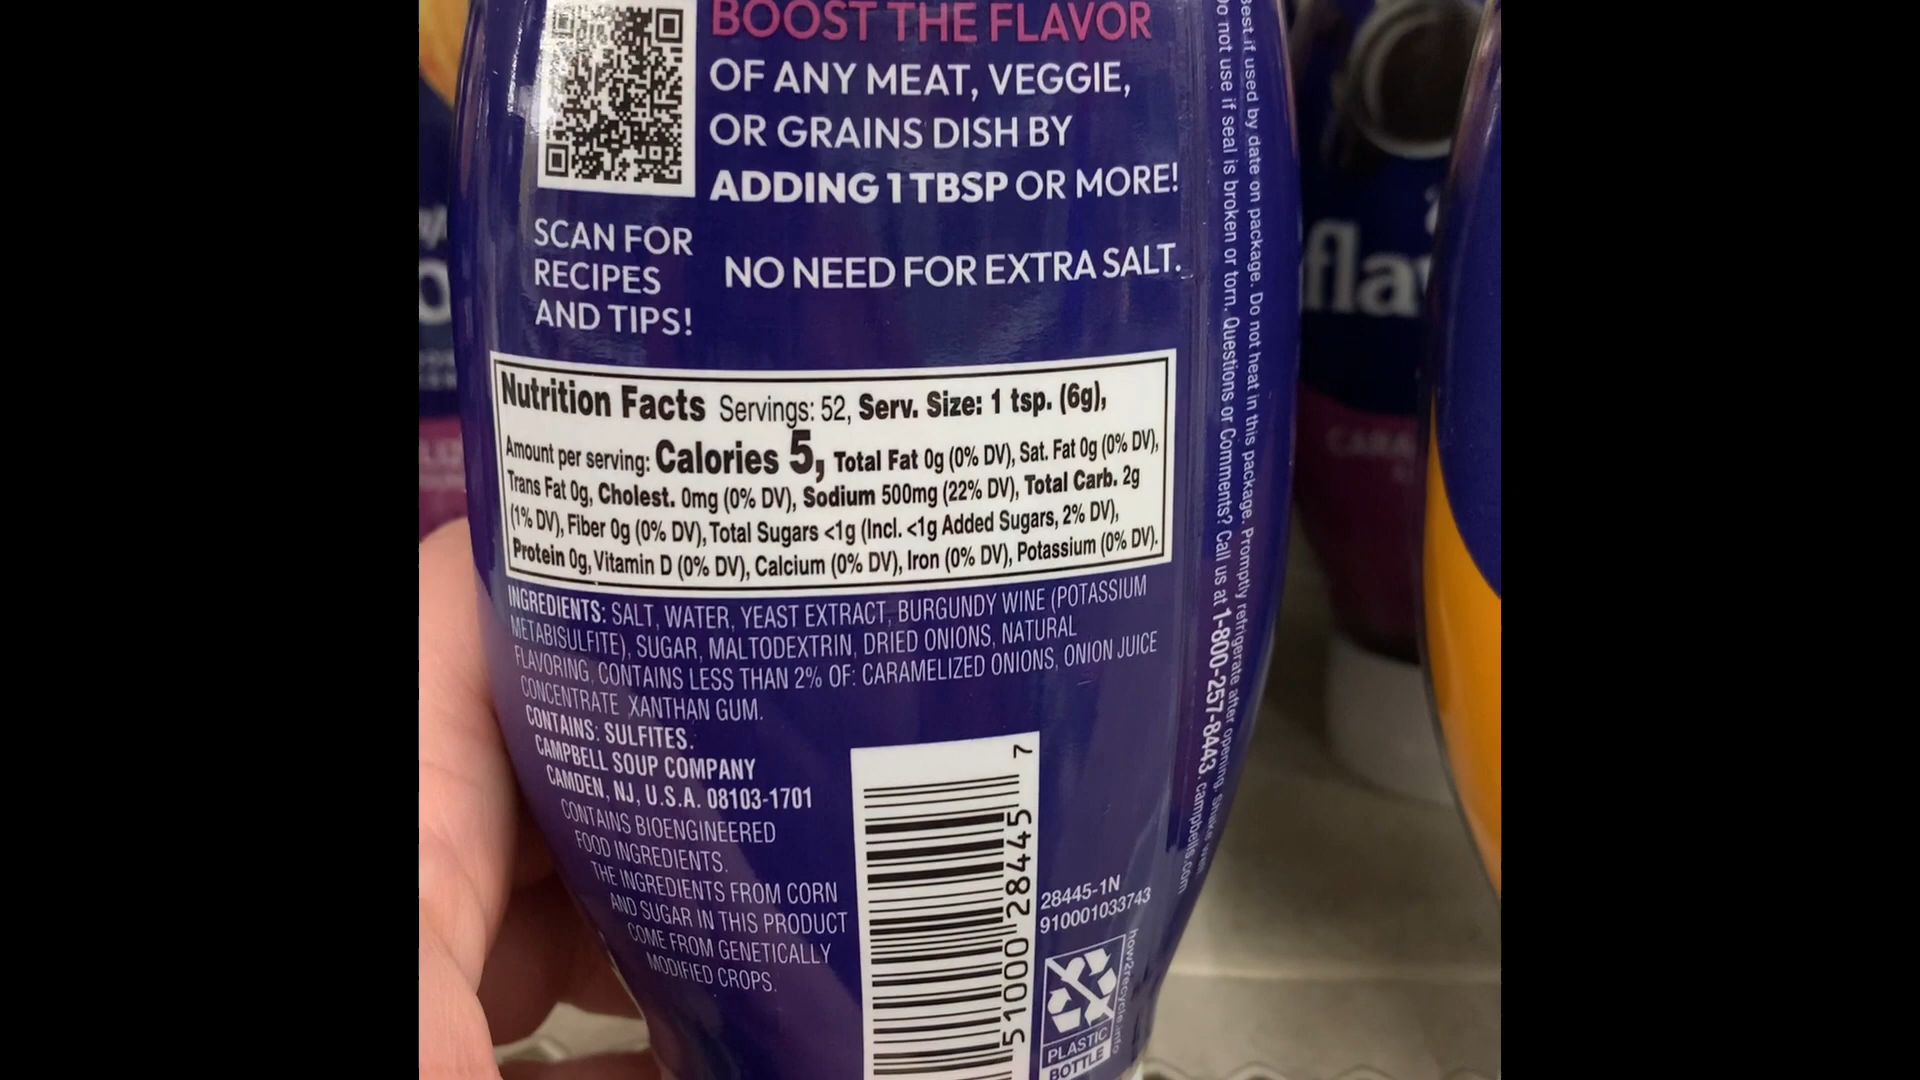 BOOST THE FLAVOR
OF ANY MEAT, VEGGIE,
OR GRAINS DISH BY
ADDING 1 TBSP OR MORE!
SCAN FOR
RECIPES
AND TIPS!
NO NEED FOR EXTRA SALT.
Nutrition Facts Servings: 52, Serv. Size: 1 tsp. (6g),
Amount per serving: Calories 5, Total Fat 0g (0% DV), Sat. Fat 0g (0% DV),
Trans Fat 0g, Cholest. 0mg (0% DV), Sodium 500mg (22% DV), Total Carb. 2g
(1% DV), Fiber 0g (0% DV), Total Sugars <1g (Incl. <1g Added Sugars, 2% DV),
Protein 0g, Vitamin D (0% DV), Calcium (0% DV), Iron (0% DV), Potassium (0% DV).
INGREDIENTS: SALT, WATER, YEAST EXTRACT, BURGUNDY WINE (POTASSIUM
METABISULFITE), SUGAR, MALTODEXTRIN, DRIED ONIONS, NATURAL
FLAVORING, CONTAINS LESS THAN 2% OF: CARAMELIZED ONIONS, ONION JUICE
CONCENTRATE, XANTHAN GUM.
CONTAINS: SULFITES.
CAMPBELL SOUP COMPANY
CAMDEN, NJ, U.S.A. 08103-1701
CONTAINS BIOENGINEERED
FOOD INGREDIENTS.
THE INGREDIENTS FROM CORN
AND SUGAR IN THIS PRODUCT
COME FROM GENETICALLY
MODIFIED CROPS.
51000 28445 7
28445-1N
910001033743
how2recycle.info
PLASTIC
BOTTLE
Best if used by date on package. Do not heat in this package. Promptly refrigerate after opening. Shake well.
Do not use if seal is broken or torn. Questions or Comments? Call us at 1-800-257-8443. campbells.com
flav
CARA